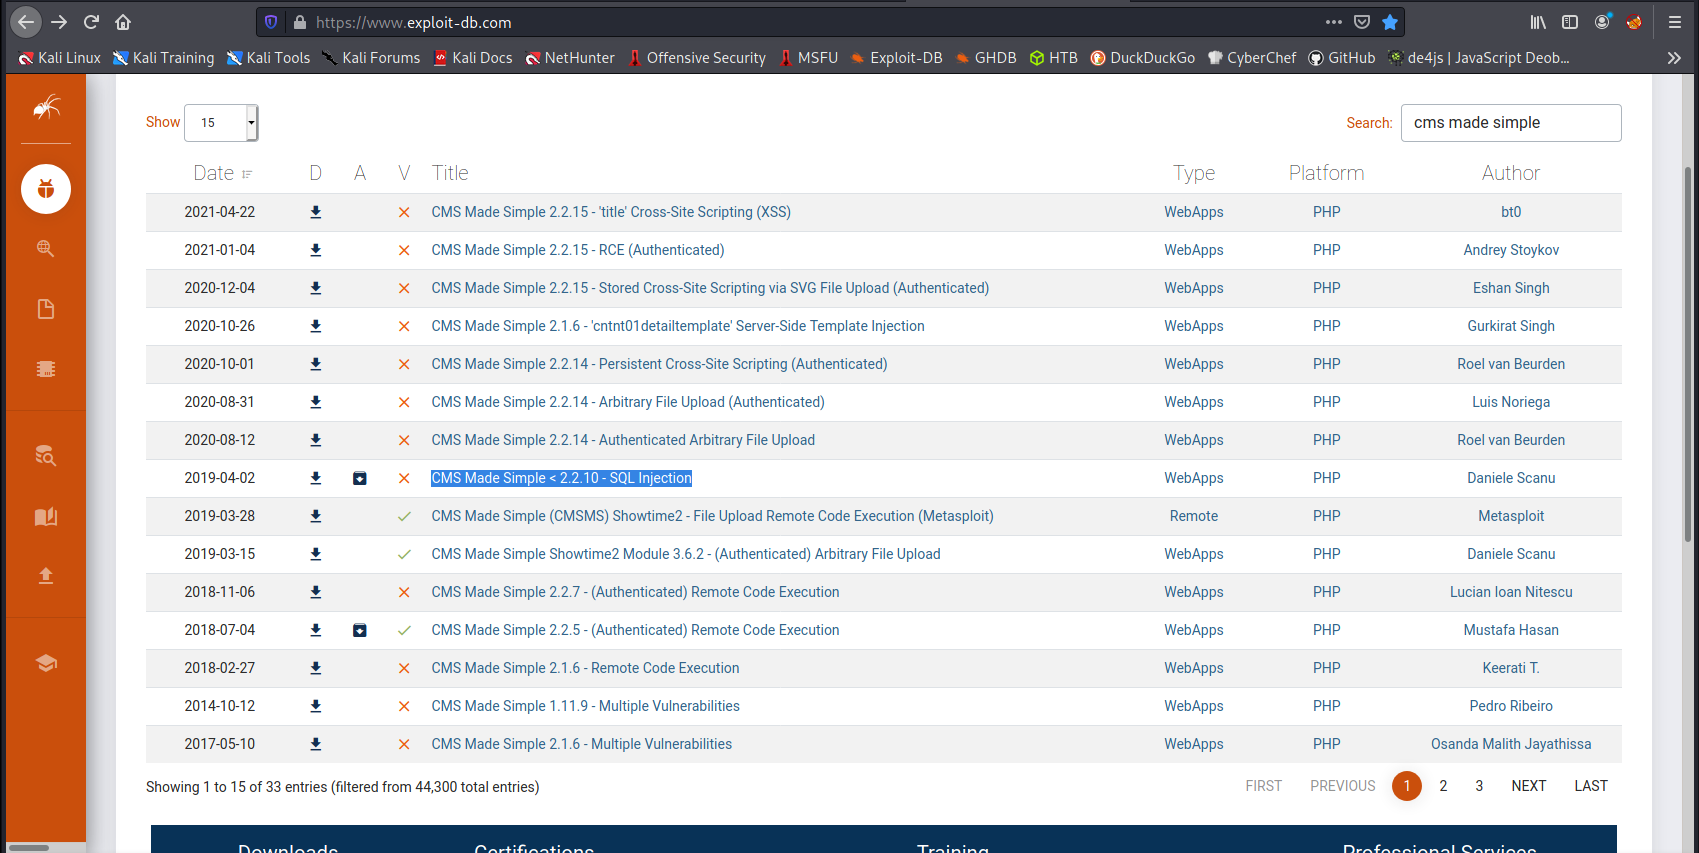 https://www.exploit-db.com
Kali Linux Kali Training Kali Tools Kali Forums Kali Docs NetHunter Offensive Security MSFU Exploit-DB GHDB HTB DuckDuckGo CyberChef GitHub de4js | JavaScript Deob...
Show 15 Search: cms made simple
Date D A V Title Type Platform Author
2021-04-22 CMS Made Simple 2.2.15 - 'title' Cross-Site Scripting (XSS) WebApps PHP bt0
2021-01-04 CMS Made Simple 2.2.15 - RCE (Authenticated) WebApps PHP Andrey Stoykov
2020-12-04 CMS Made Simple 2.2.15 - Stored Cross-Site Scripting via SVG File Upload (Authenticated) WebApps PHP Eshan Singh
2020-10-26 CMS Made Simple 2.1.6 - 'cntnt01detailtemplate' Server-Side Template Injection WebApps PHP Gurkirat Singh
2020-10-01 CMS Made Simple 2.2.14 - Persistent Cross-Site Scripting (Authenticated) WebApps PHP Roel van Beurden
2020-08-31 CMS Made Simple 2.2.14 - Arbitrary File Upload (Authenticated) WebApps PHP Luis Noriega
2020-08-12 CMS Made Simple 2.2.14 - Authenticated Arbitrary File Upload WebApps PHP Roel van Beurden
2019-04-02 CMS Made Simple < 2.2.10 - SQL Injection WebApps PHP Daniele Scanu
2019-03-28 CMS Made Simple (CMSMS) Showtime2 - File Upload Remote Code Execution (Metasploit) Remote PHP Metasploit
2019-03-15 CMS Made Simple Showtime2 Module 3.6.2 - (Authenticated) Arbitrary File Upload WebApps PHP Daniele Scanu
2018-11-06 CMS Made Simple 2.2.7 - (Authenticated) Remote Code Execution WebApps PHP Lucian Ioan Nitescu
2018-07-04 CMS Made Simple 2.2.5 - (Authenticated) Remote Code Execution WebApps PHP Mustafa Hasan
2018-02-27 CMS Made Simple 2.1.6 - Remote Code Execution WebApps PHP Keerati T.
2014-10-12 CMS Made Simple 1.11.9 - Multiple Vulnerabilities WebApps PHP Pedro Ribeiro
2017-05-10 CMS Made Simple 2.1.6 - Multiple Vulnerabilities WebApps PHP Osanda Malith Jayathissa
Showing 1 to 15 of 33 entries (filtered from 44,300 total entries) FIRST PREVIOUS 1 2 3 NEXT LAST
Downloads Certifications Training Professional Services